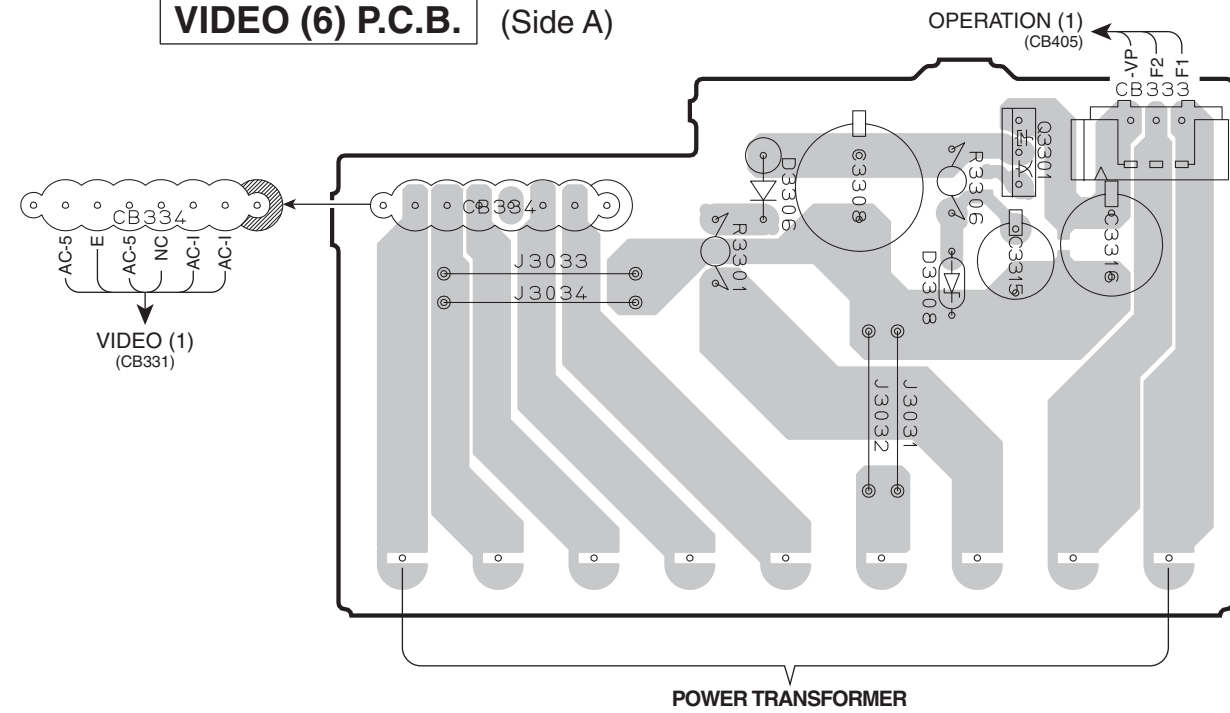 VIDEO (6) P.C.B. (Side A)
OPERATION (1)
(CB405)
-VP
F2
F1
CB333
CB334
AC-5
E
AC-5
NC
AC-I
AC-I
VIDEO (1)
(CB331)
CB334
J3033
J3034
R3301
D3306
C3308
R3306
Q3301
D3308
C3315
C3316
J3032
J3031
POWER TRANSFORMER